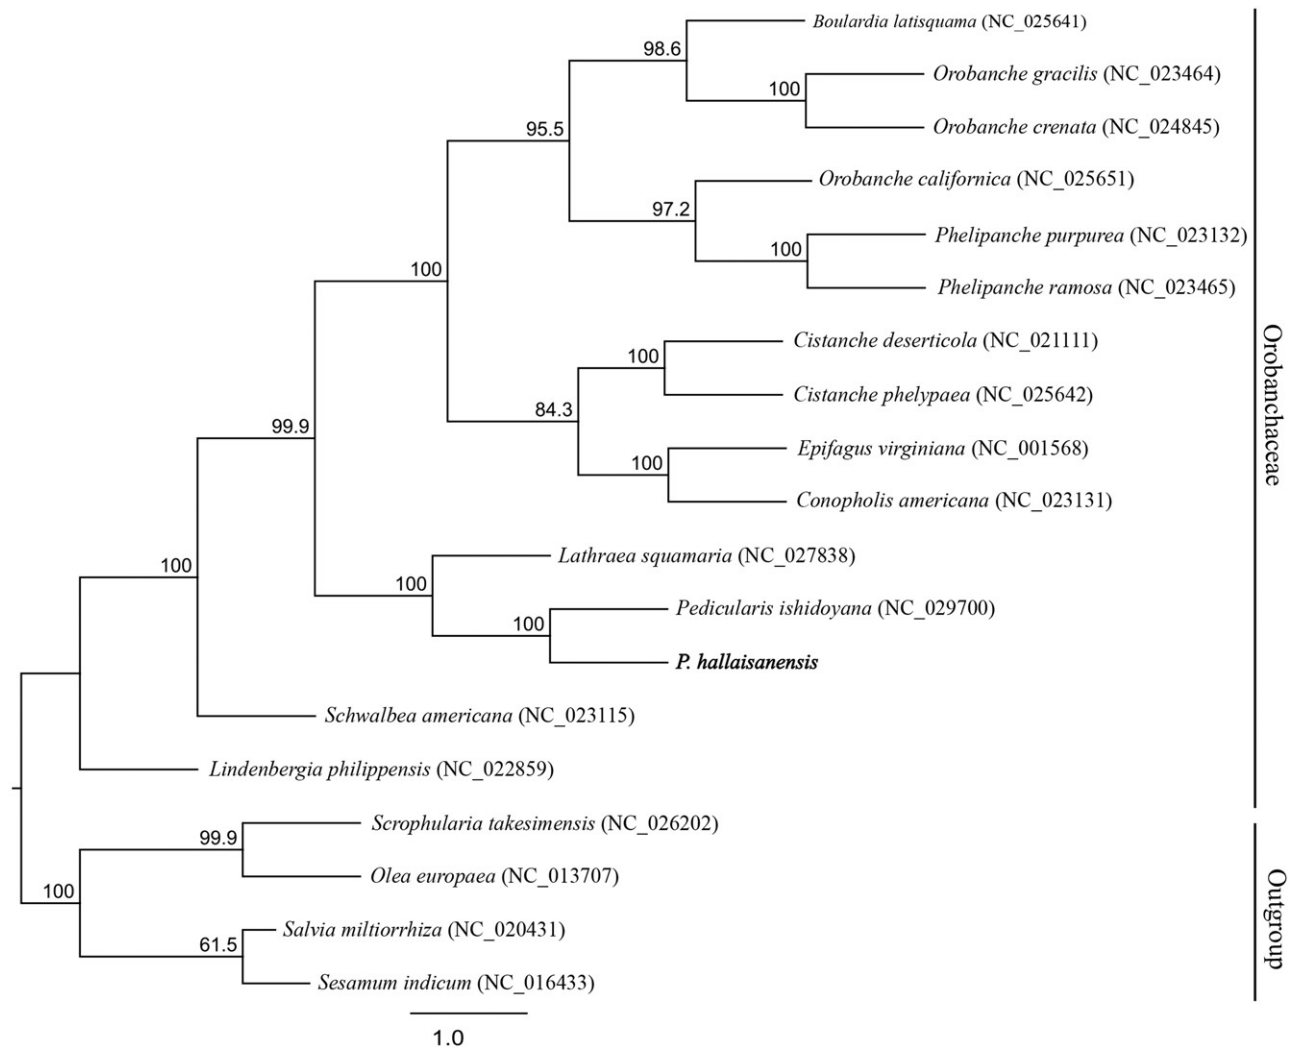 Boulardia latisquama (NC_025641)
98.6
Orobanche gracilis (NC_023464)
100
Orobanche crenata (NC_024845)
95.5
Orobanche californica (NC_025651)
97.2
Phelipanche purpurea (NC_023132)
100
Phelipanche ramosa (NC_023465)
100
Cistanche deserticola (NC_021111)
100
Cistanche phelypaea (NC_025642)
84.3
Epifagus virginiana (NC_001568)
100
Conopholis americana (NC_023131)
99.9
Lathraea squamaria (NC_027838)
100
Pedicularis ishidoyana (NC_029700)
100
P. hallaisanensis
100
Schwalbea americana (NC_023115)
Lindenbergia philippensis (NC_022859)
Scrophularia takesimensis (NC_026202)
99.9
Olea europaea (NC_013707)
100
Salvia miltiorrhiza (NC_020431)
61.5
Sesamum indicum (NC_016433)
1.0
Orobanchaceae
Outgroup